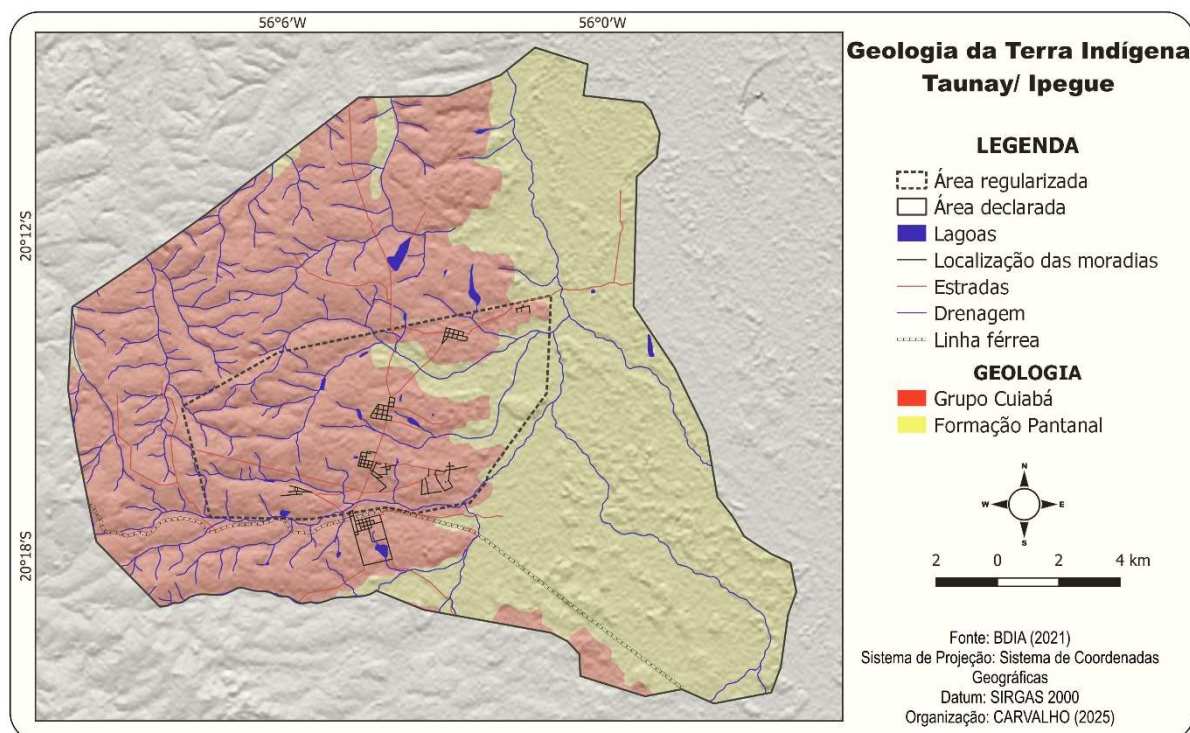 56°6'W
56°0'W
20°12'S
20°18'S
Geologia da Terra Indígena
Taunay/ Ipegue
LEGENDA
Área regularizada
Área declarada
Lagoas
Localização das moradias
Estradas
Drenagem
Linha férrea
GEOLOGIA
Grupo Cuiabá
Formação Pantanal
N
W
E
S
2 0 2 4 km
Fonte: BDIA (2021)
Sistema de Projeção: Sistema de Coordenadas
Geográficas
Datum: SIRGAS 2000
Organização: CARVALHO (2025)